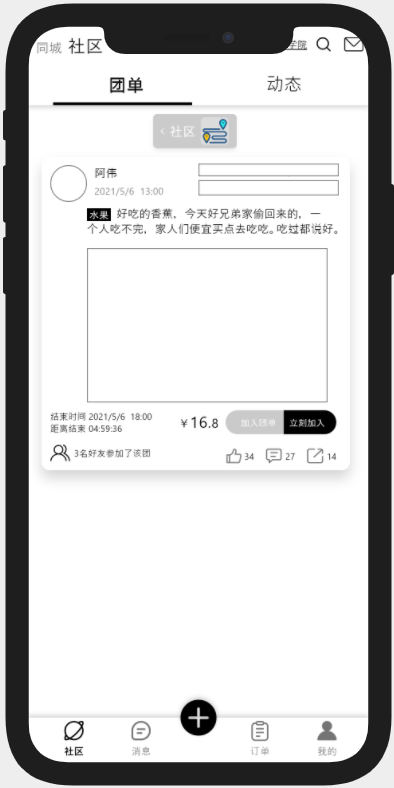 同城 社区
学院
团单
动态
‹ 社区
阿伟
2021/5/6 13:00
水果 好吃的香蕉，今天好兄弟家偷回来的，一
个人吃不完，家人们便宜买点去吃吃。吃过都说好。
结束时间 2021/5/6 18:00
距离结束 04:59:36
¥16.8
加入团单
立刻加入
3名好友参加了该团
34
27
14
社区
消息
订单
我的